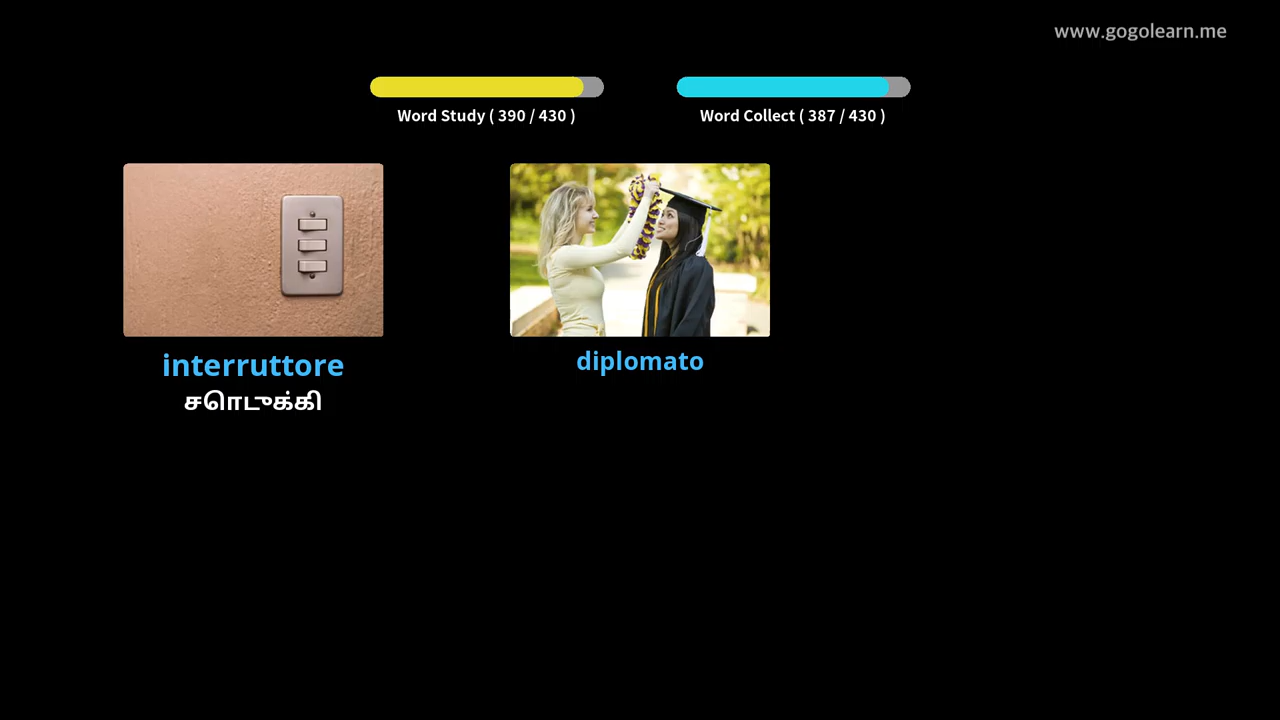 www.gogolearn.me
Word Study ( 390 / 430 )
Word Collect ( 387 / 430 )
interruttore
சொடுக்கி
diplomato